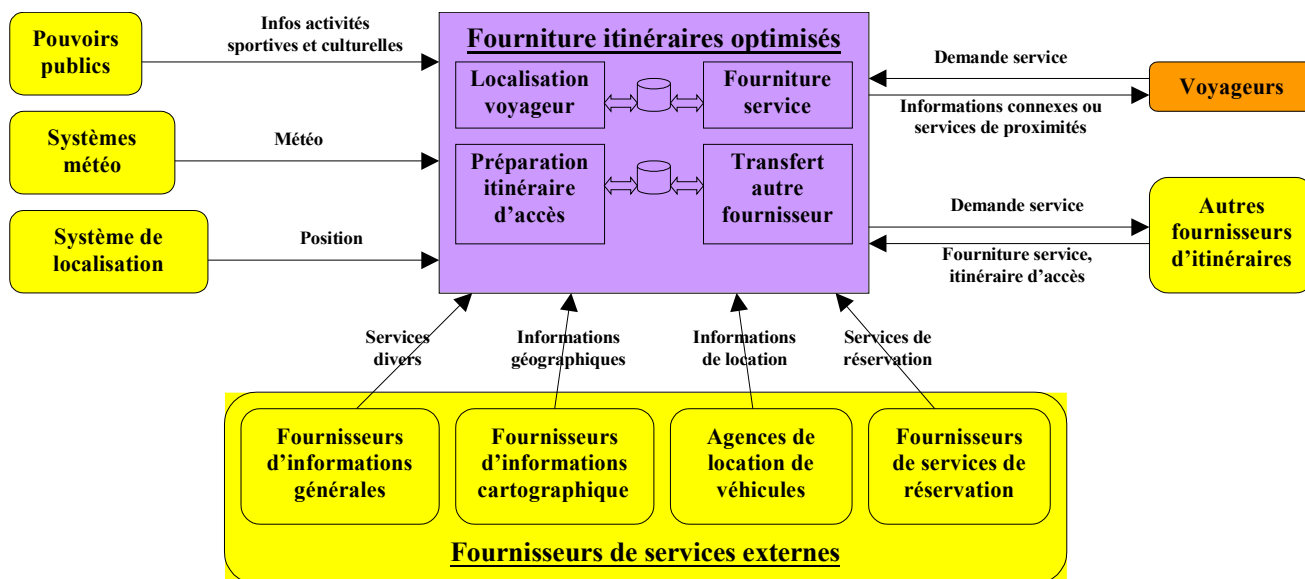 Pouvoirs
publics
Infos activités
sportives et culturelles
Systèmes
météo
Météo
Système de
localisation
Position
Fourniture itinéraires optimisés
Localisation
voyageur
Fourniture
service
Préparation
itinéraire
d’accès
Transfert
autre
fournisseur
Demande service
Informations connexes ou
services de proximités
Voyageurs
Demande service
Fourniture service,
itinéraire d’accès
Autres
fournisseurs
d’itinéraires
Services
divers
Informations
géographiques
Informations
de location
Services de
réservation
Fournisseurs
d’informations
générales
Fournisseurs
d’informations
cartographique
Agences de
location de
véhicules
Fournisseurs
de services de
réservation
Fournisseurs de services externes